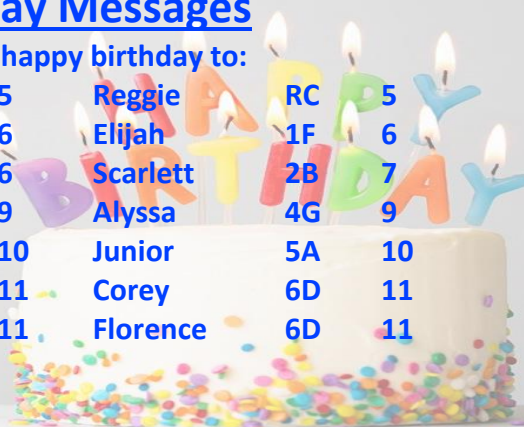 ay Messages
happy birthday to:
5 Reggie RC 5
6 Elijah 1F 6
6 Scarlett 2B 7
9 Alyssa 4G 9
10 Junior 5A 10
11 Corey 6D 11
11 Florence 6D 11
HAPPY
BIRTHDAY